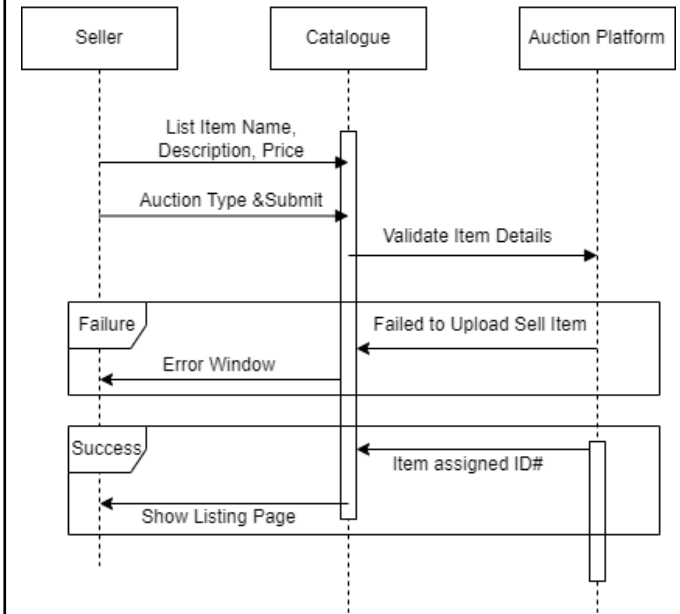 Seller
Catalogue
Auction Platform
List Item Name,
Description, Price
Auction Type &Submit
Validate Item Details
Failure
Failed to Upload Sell Item
Error Window
Success
Item assigned ID#
Show Listing Page